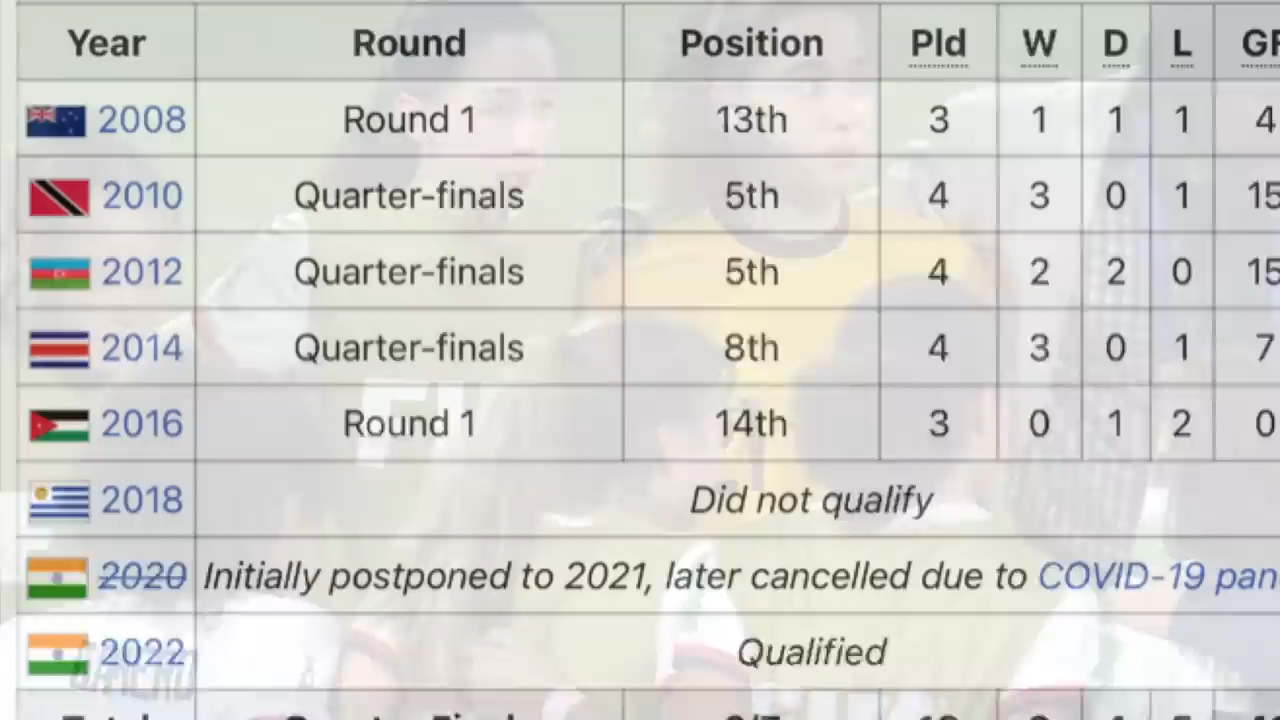 Year Round Position Pld W D L
2008 Round 1 13th 3 1 1 1 4
2010 Quarter-finals 5th 4 3 0 1 15
2012 Quarter-finals 5th 4 2 2 0 15
2014 Quarter-finals 8th 4 3 0 1 7
2016 Round 1 14th 3 0 1 2 0
2018 Did not qualify
2020 Initially postponed to 2021, later cancelled due to COVID-19 pan
2022 Qualified